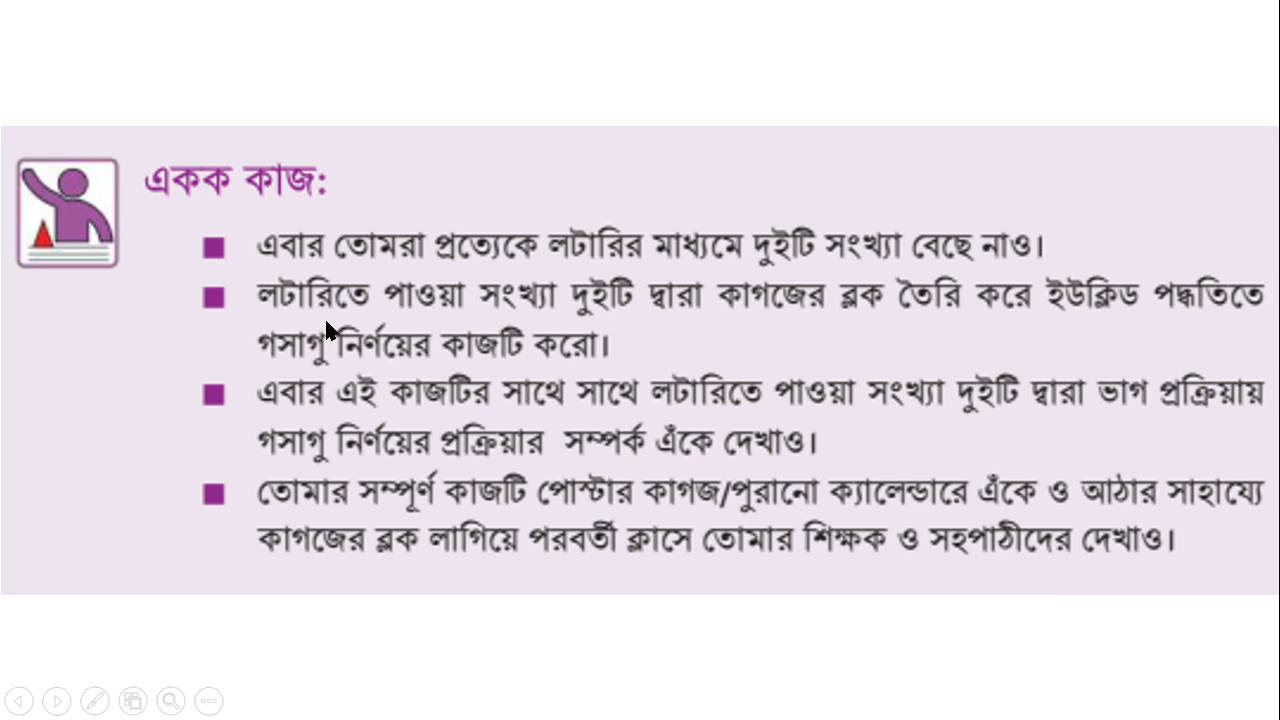 একক কাজ:
■ এবার তোমরা প্রত্যেকে লটারির মাধ্যমে দুইটি সংখ্যা বেছে নাও।
■ লটারিতে পাওয়া সংখ্যা দুইটি দ্বারা কাগজের ব্লক তৈরি করে ইউক্লিড পদ্ধতিতে
গসাগু নির্ণয়ের কাজটি করো।
■ এবার এই কাজটির সাথে সাথে লটারিতে পাওয়া সংখ্যা দুইটি দ্বারা ভাগ প্রক্রিয়ায়
গসাগু নির্ণয়ের প্রক্রিয়ার সম্পর্ক এঁকে দেখাও।
■ তোমার সম্পূর্ণ কাজটি পোস্টার কাগজ/পুরানো ক্যালেন্ডারে এঁকে ও আঠার সাহায্যে
কাগজের ব্লক লাগিয়ে পরবর্তী ক্লাসে তোমার শিক্ষক ও সহপাঠীদের দেখাও।